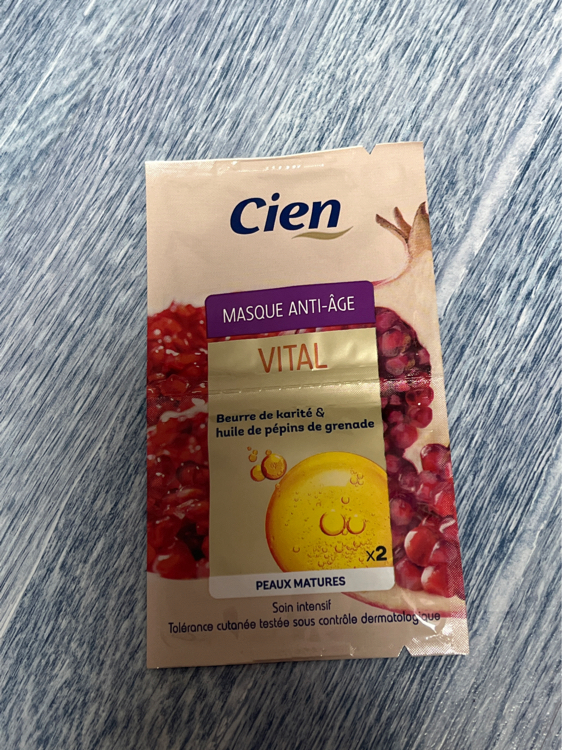 Cien
MASQUE ANTI-ÂGE
VITAL
Beurre de karité &
huile de pépins de grenade
x2
PEAUX MATURES
Soin intensif
Tolérance cutanée testée sous contrôle dermatologique